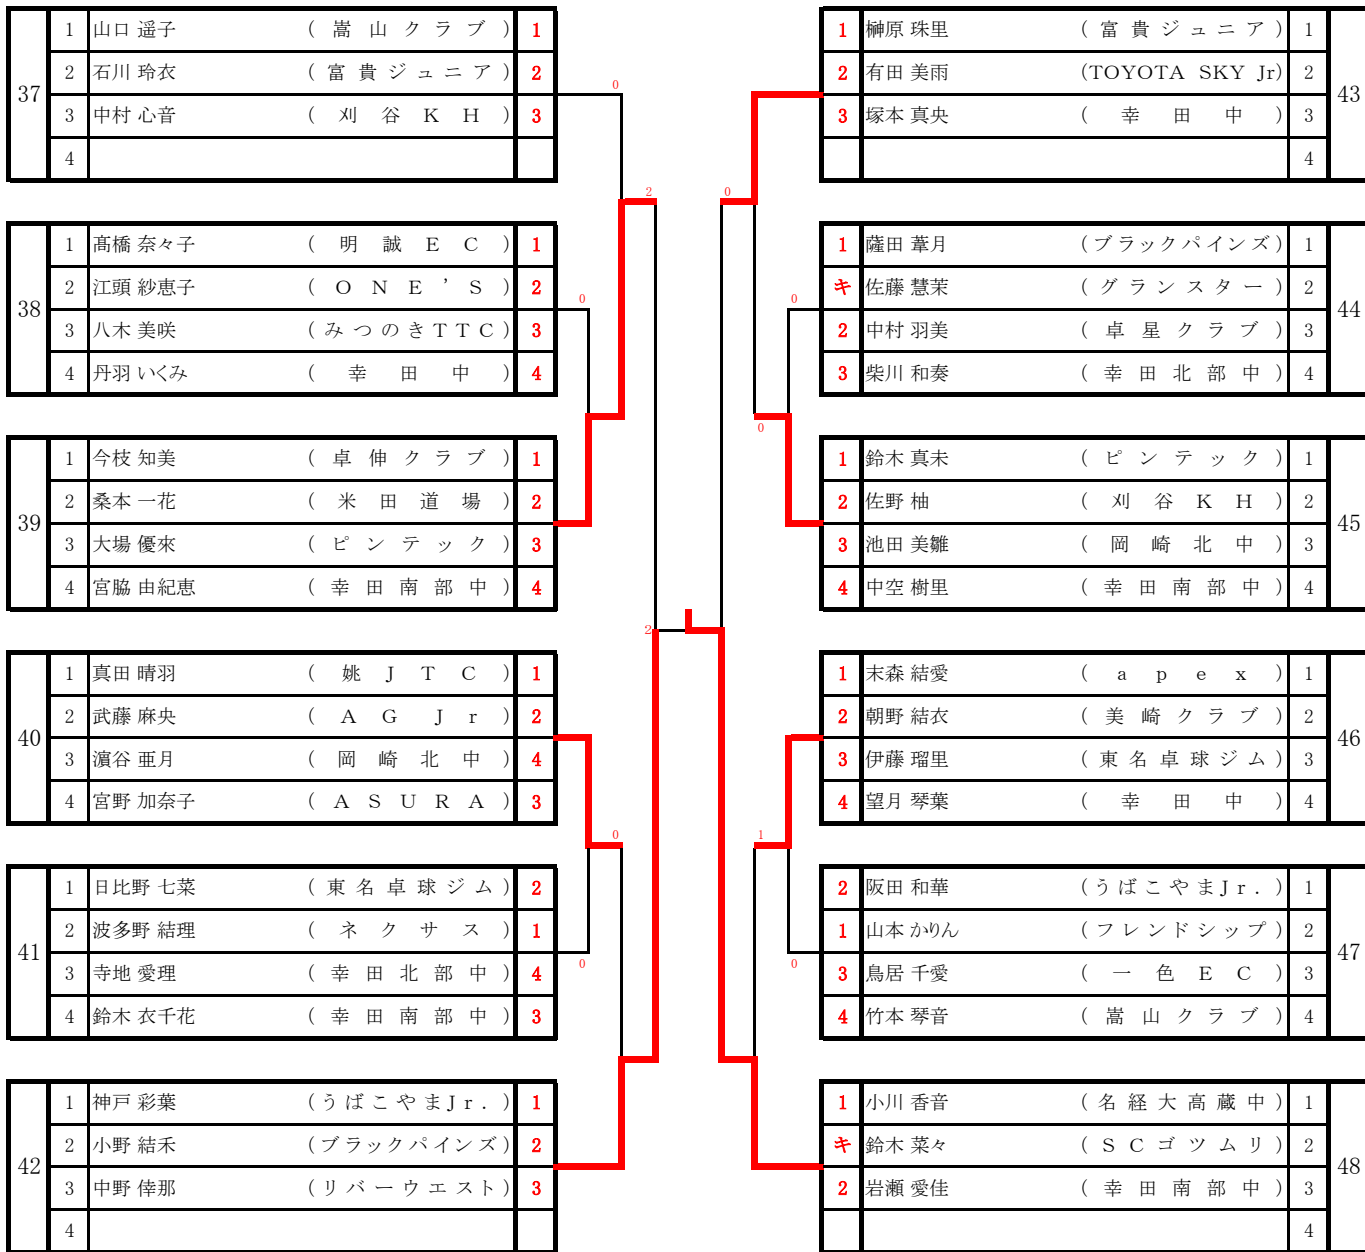 37
1 山口 遥子 (嵩山クラブ) 1
2 石川 玲衣 (富貴ジュニア) 2
3 中村 心音 (刈谷KH) 3
4
0
38
1 髙橋 奈々子 (明誠EC) 1
2 江頭 紗恵子 (ONE'S) 2
3 八木 美咲 (みつのきTTC) 3
4 丹羽 いくみ (幸田中) 4
0
2
39
1 今枝 知美 (卓伸クラブ) 1
2 桑本 一花 (米田道場) 2
3 大場 優來 (ピンテック) 3
4 宮脇 由紀恵 (幸田南部中) 4
2
40
1 真田 晴羽 (姚JTC) 1
2 武藤 麻央 (AGJr) 2
3 濵谷 亜月 (岡崎北中) 4
4 宮野 加奈子 (ASURA) 3
0
41
1 日比野 七菜 (東名卓球ジム) 2
2 波多野 結理 (ネクサス) 1
3 寺地 愛理 (幸田北部中) 4
4 鈴木 衣千花 (幸田南部中) 3
0
42
1 神戸 彩葉 (うばこやまJr.) 1
2 小野 結禾 (ブラックパインズ) 2
3 中野 倖那 (リバーウエスト) 3
4
43
1 榊原 珠里 (富貴ジュニア) 1
2 有田 美雨 (TOYOTA SKY Jr) 2
3 塚本 真央 (幸田中) 3
4
0
44
1 薩田 葦月 (ブラックパインズ) 1
キ 佐藤 慧茉 (グランスター) 2
2 中村 羽美 (卓星クラブ) 3
3 柴川 和奏 (幸田北部中) 4
0
0
45
1 鈴木 真未 (ピンテック) 1
2 佐野 柚 (刈谷KH) 2
3 池田 美雛 (岡崎北中) 3
4 中空 樹里 (幸田南部中) 4
46
1 末森 結愛 (apex) 1
2 朝野 結衣 (美崎クラブ) 2
3 伊藤 瑠里 (東名卓球ジム) 3
4 望月 琴葉 (幸田中) 4
1
47
2 阪田 和華 (うばこやまJr.) 1
1 山本 かりん (フレンドシップ) 2
3 鳥居 千愛 (一色EC) 3
4 竹本 琴音 (嵩山クラブ) 4
0
48
1 小川 香音 (名経大高蔵中) 1
キ 鈴木 菜々 (SCゴツムリ) 2
2 岩瀬 愛佳 (幸田南部中) 3
4